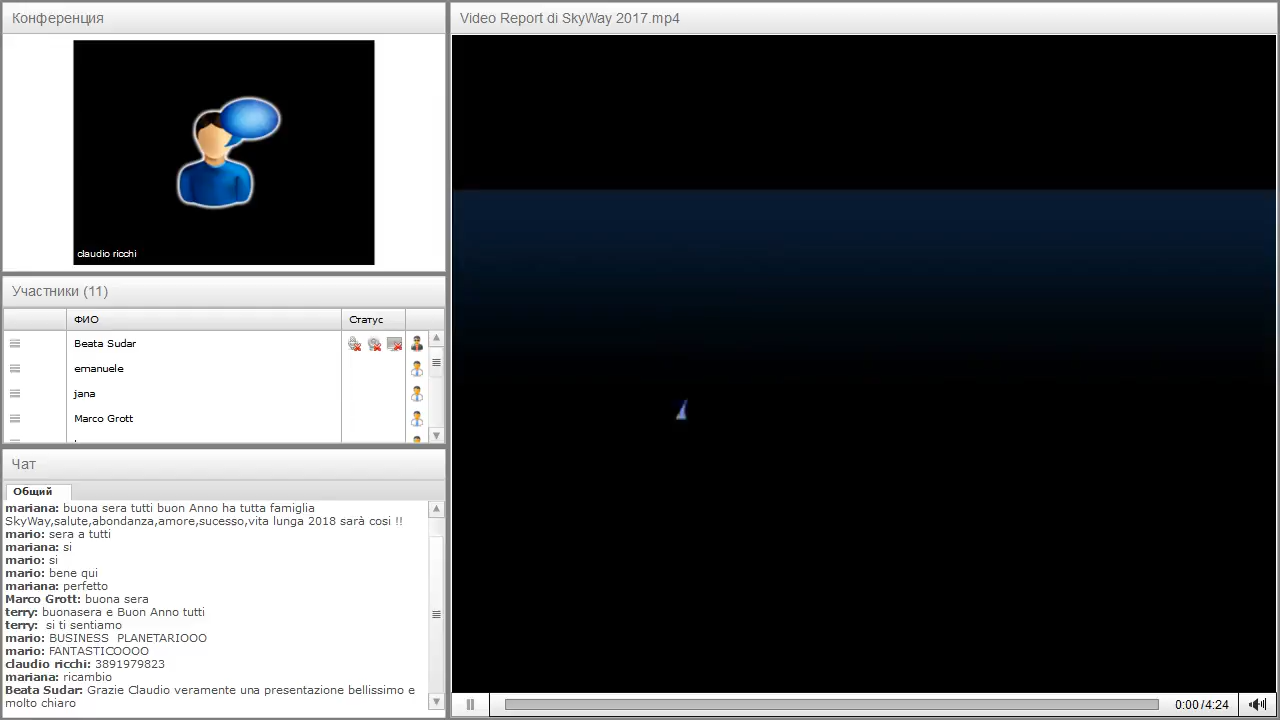 Конференция
claudio ricchi
Участники (11)
ФИО Статус
Beata Sudar
emanuele
jana
Marco Grott
Чат
Общий
mariana: buona sera tutti buon Anno ha tutta famiglia
SkyWay,salute,abondanza,amore,sucesso,vita lunga 2018 sarà cosi !!
mario: sera a tutti
mariana: si
mario: si
mario: bene qui
mariana: perfetto
Marco Grott: buona sera
terry: buonasera e Buon Anno tutti
terry: si ti sentiamo
mario: BUSINESS PLANETARIOOO
mario: FANTASTICOOOO
claudio ricchi: 3891979823
mariana: ricambio
Beata Sudar: Grazie Claudio veramente una presentazione bellissimo e
molto chiaro
Video Report di SkyWay 2017.mp4
0:00/4:24